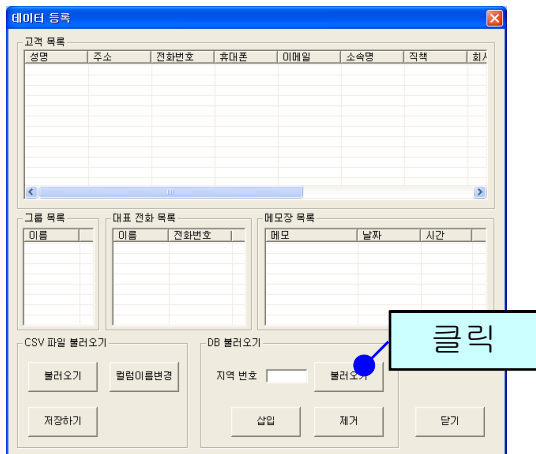 데이터 등록
고객 목록
성명 주소 전화번호 휴대폰 이메일 소속명 직책
그룹 목록 대표 전화 목록 메모장 목록
이름 이름 전화번호 메모 날짜 시간
클릭
CSV 파일 불러오기 DB 불러오기
불러오기 컬럼이름변경 지역 번호 불러오기
저장하기 삽입 제거 닫기